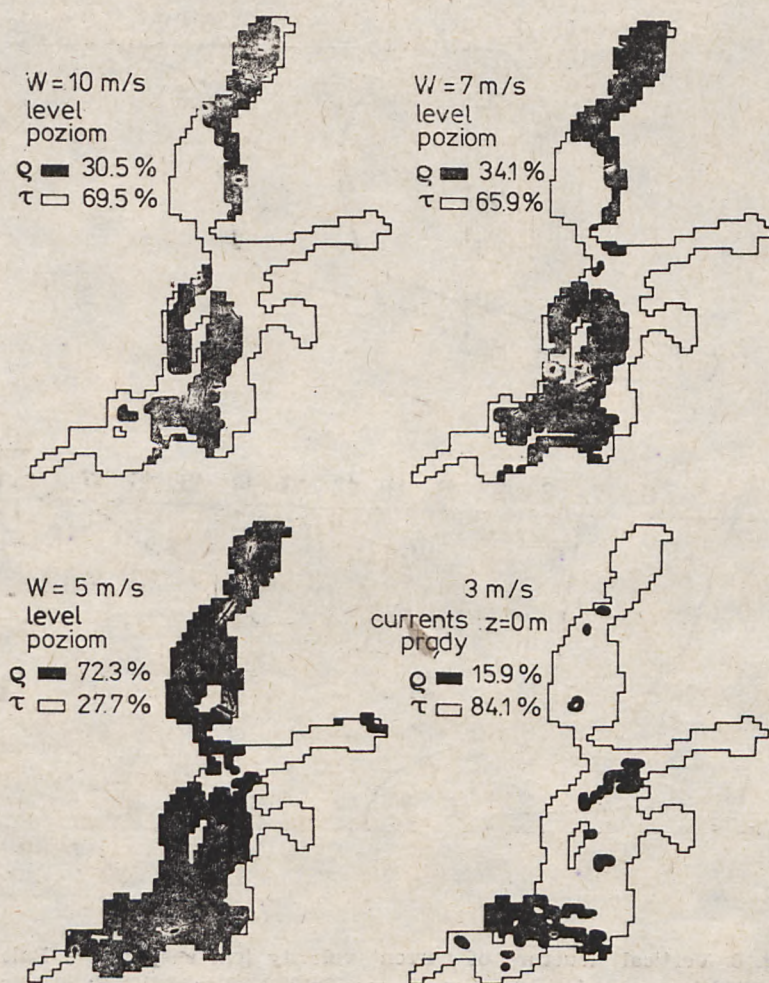 W = 10 m/s
level
poziom
ϱ 30.5 %
τ 69.5 %
W = 7 m/s
level
poziom
ϱ 34.1 %
τ 65.9 %
W = 5 m/s
level
poziom
ϱ 72.3 %
τ 27.7 %
3 m/s
currents z=0m
prądy
ϱ 15.9 %
τ 84.1 %